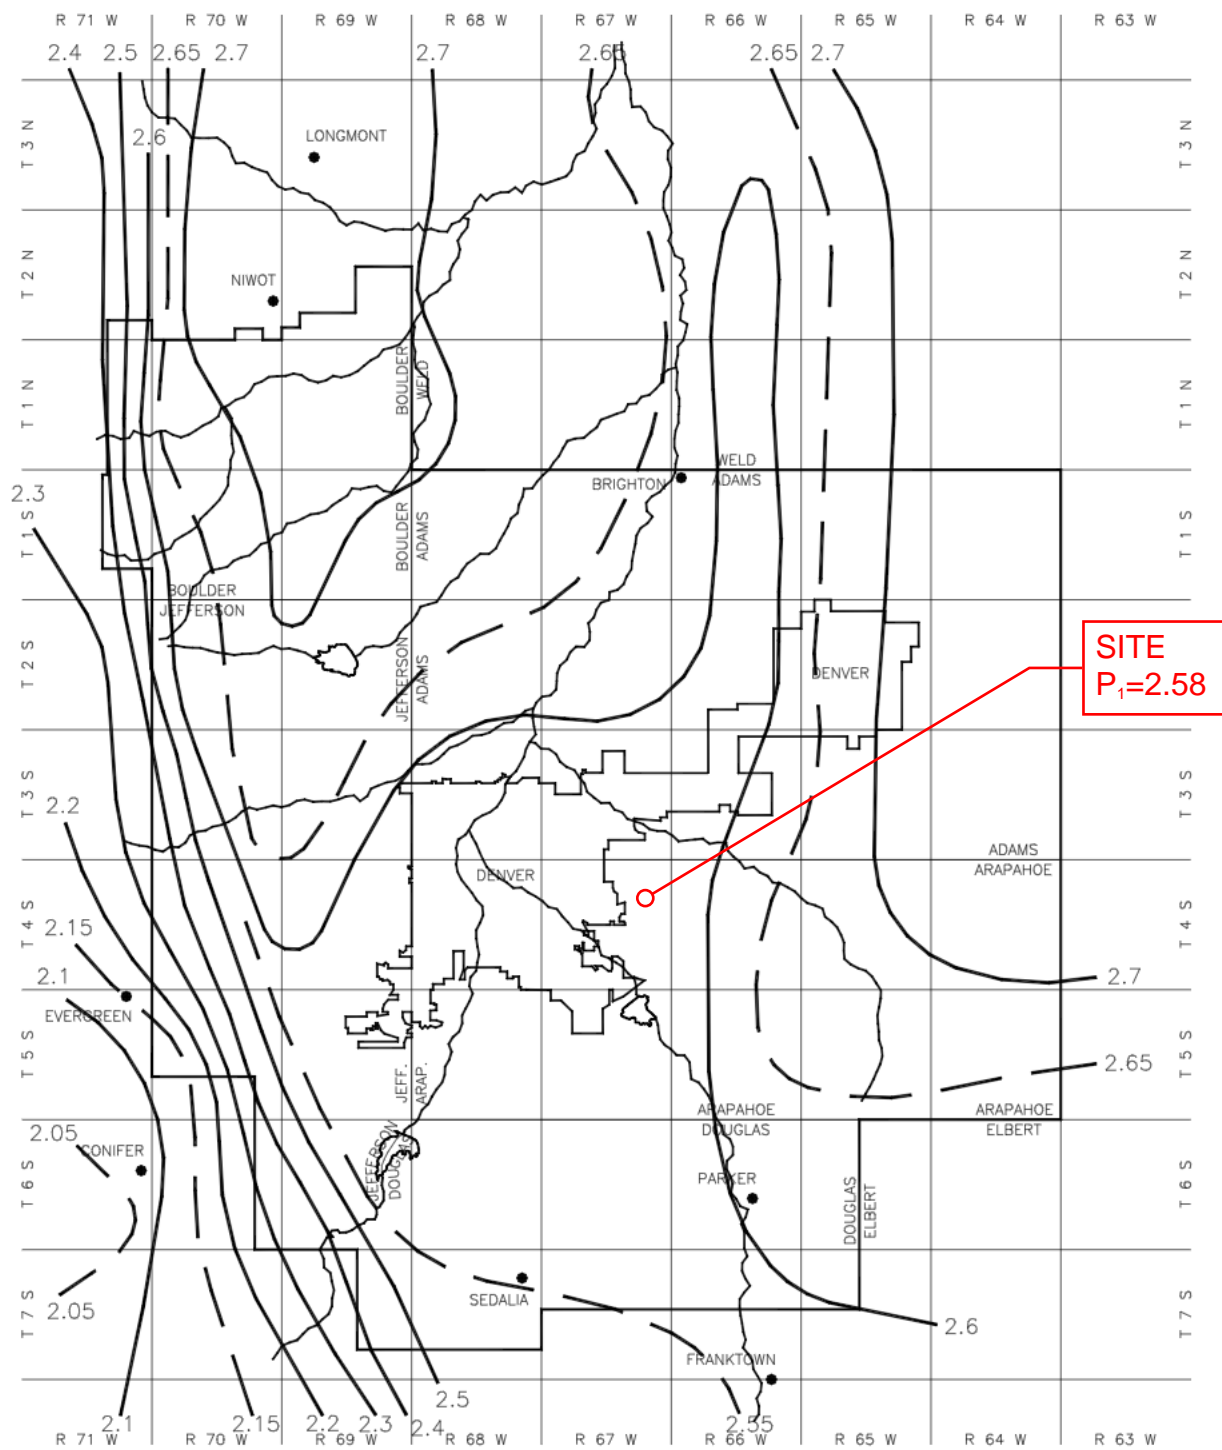 R 71 W R 70 W R 69 W R 68 W R 67 W R 66 W R 65 W R 64 W R 63 W
2.4 2.5 2.65 2.7 2.7 2.65 2.65 2.7
2.6
LONGMONT
T 3 N T 3 N
NIWOT
T 2 N T 2 N
BOULDER
WELD
T 1 N T 1 N
WELD
ADAMS
BRIGHTON
2.3
BOULDER
ADAMS
T 1 S T 1 S
BOULDER
JEFFERSON
SITE
P₁=2.58
JEFFERSON
ADAMS
DENVER
T 2 S T 2 S
2.2
T 3 S T 3 S
ADAMS
ARAPAHOE
DENVER
2.15
T 4 S T 4 S
2.1
2.7
EVERGREEN
T 5 S T 5 S
2.65
JEFF.
ARAP.
ARAPAHOE
DOUGLAS
ARAPAHOE
ELBERT
2.05
CONIFER
JEFFERSON
DOUGLAS
PARKER
T 6 S T 6 S
DOUGLAS
ELBERT
2.05
SEDALIA
T 7 S T 7 S
2.6
FRANKTOWN
2.5
2.1 2.15 2.2 2.3 2.4 2.55
R 71 W R 70 W R 69 W R 68 W R 67 W R 66 W R 65 W R 64 W R 63 W